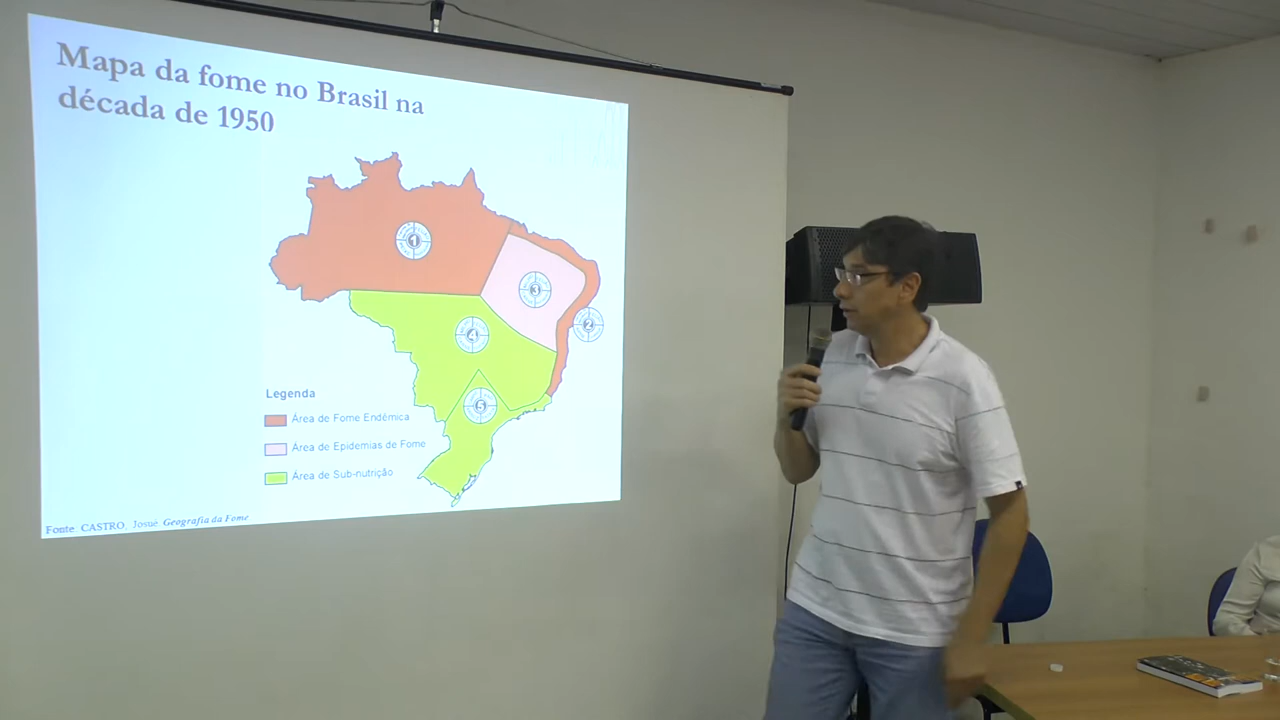 Mapa da fome no Brasil na
década de 1950
1
3
2
4
5
Legenda
Área de Fome Endêmica
Área de Epidemias de Fome
Área de Sub-nutrição
Fonte. CASTRO, Josué. Geografia da Fome